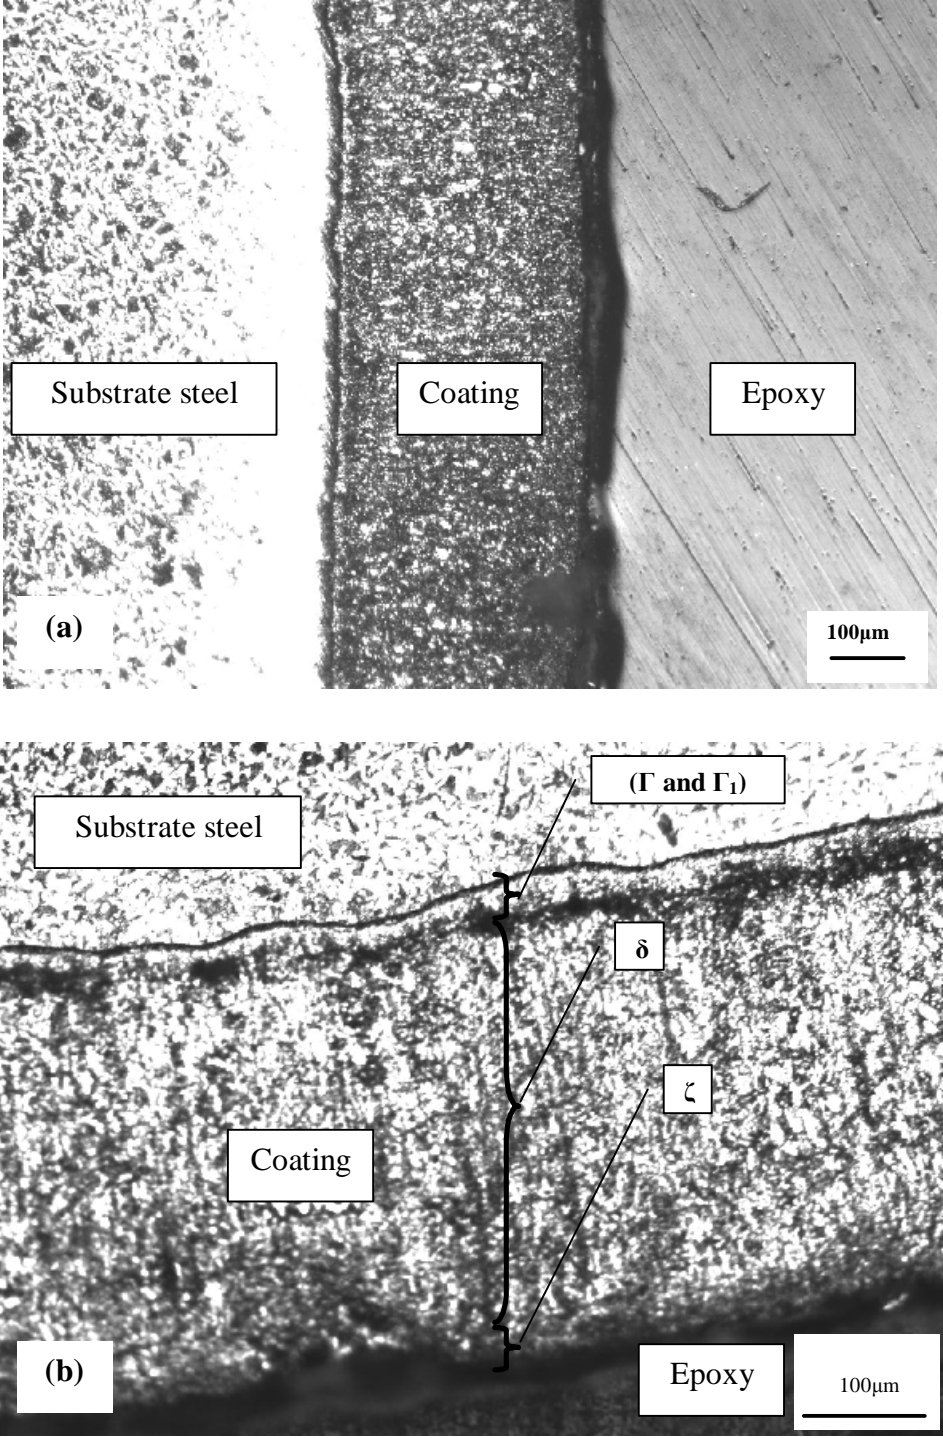 Substrate steel
Coating
Epoxy
(a)
100μm
(Γ and Γ₁)
Substrate steel
δ
ζ
Coating
(b)
Epoxy
100μm